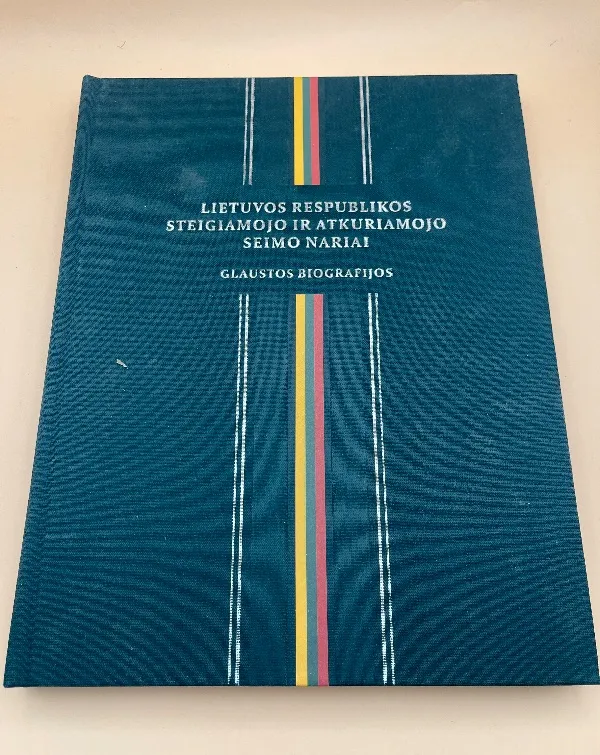 LIETUVOS RESPUBLIKOS
STEIGIAMOJO IR ATKURIAMOJO
SEIMO NARIAI
GLAUSTOS BIOGRAFIJOS